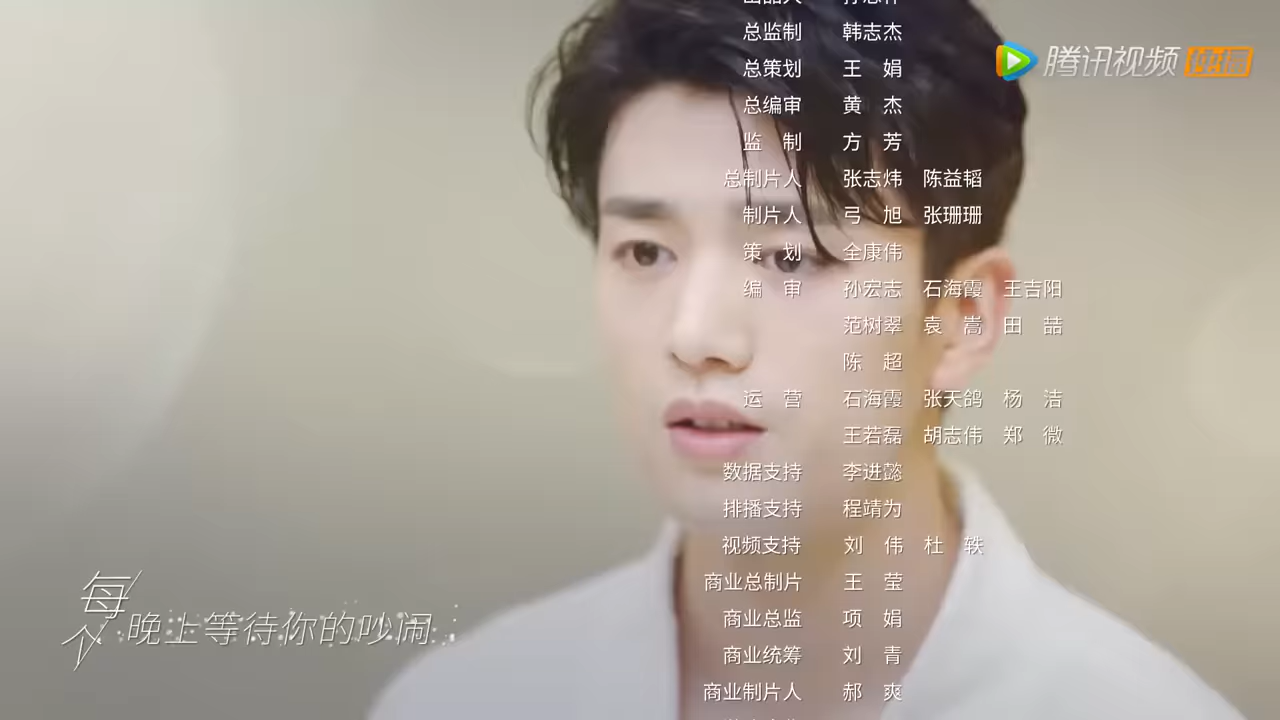 总监制 韩志杰
腾讯视频 独播
总策划 王 娟
总编审 黄 杰
监 制 方 芳
总制片人 张志炜 陈益韬
制片人 弓 旭 张珊珊
策 划 全康伟
编 审 孙宏志 石海霞 王吉阳
范树翠 袁 嵩 田 喆
陈 超
运 营 石海霞 张天鸽 杨 洁
王若磊 胡志伟 郑 微
数据支持 李进懿
排播支持 程靖为
视频支持 刘 伟 杜 轶
商业总制片 王 莹
商业总监 项 娟
商业统筹 刘 青
商业制片人 郝 爽
每个晚上等待你的吵闹